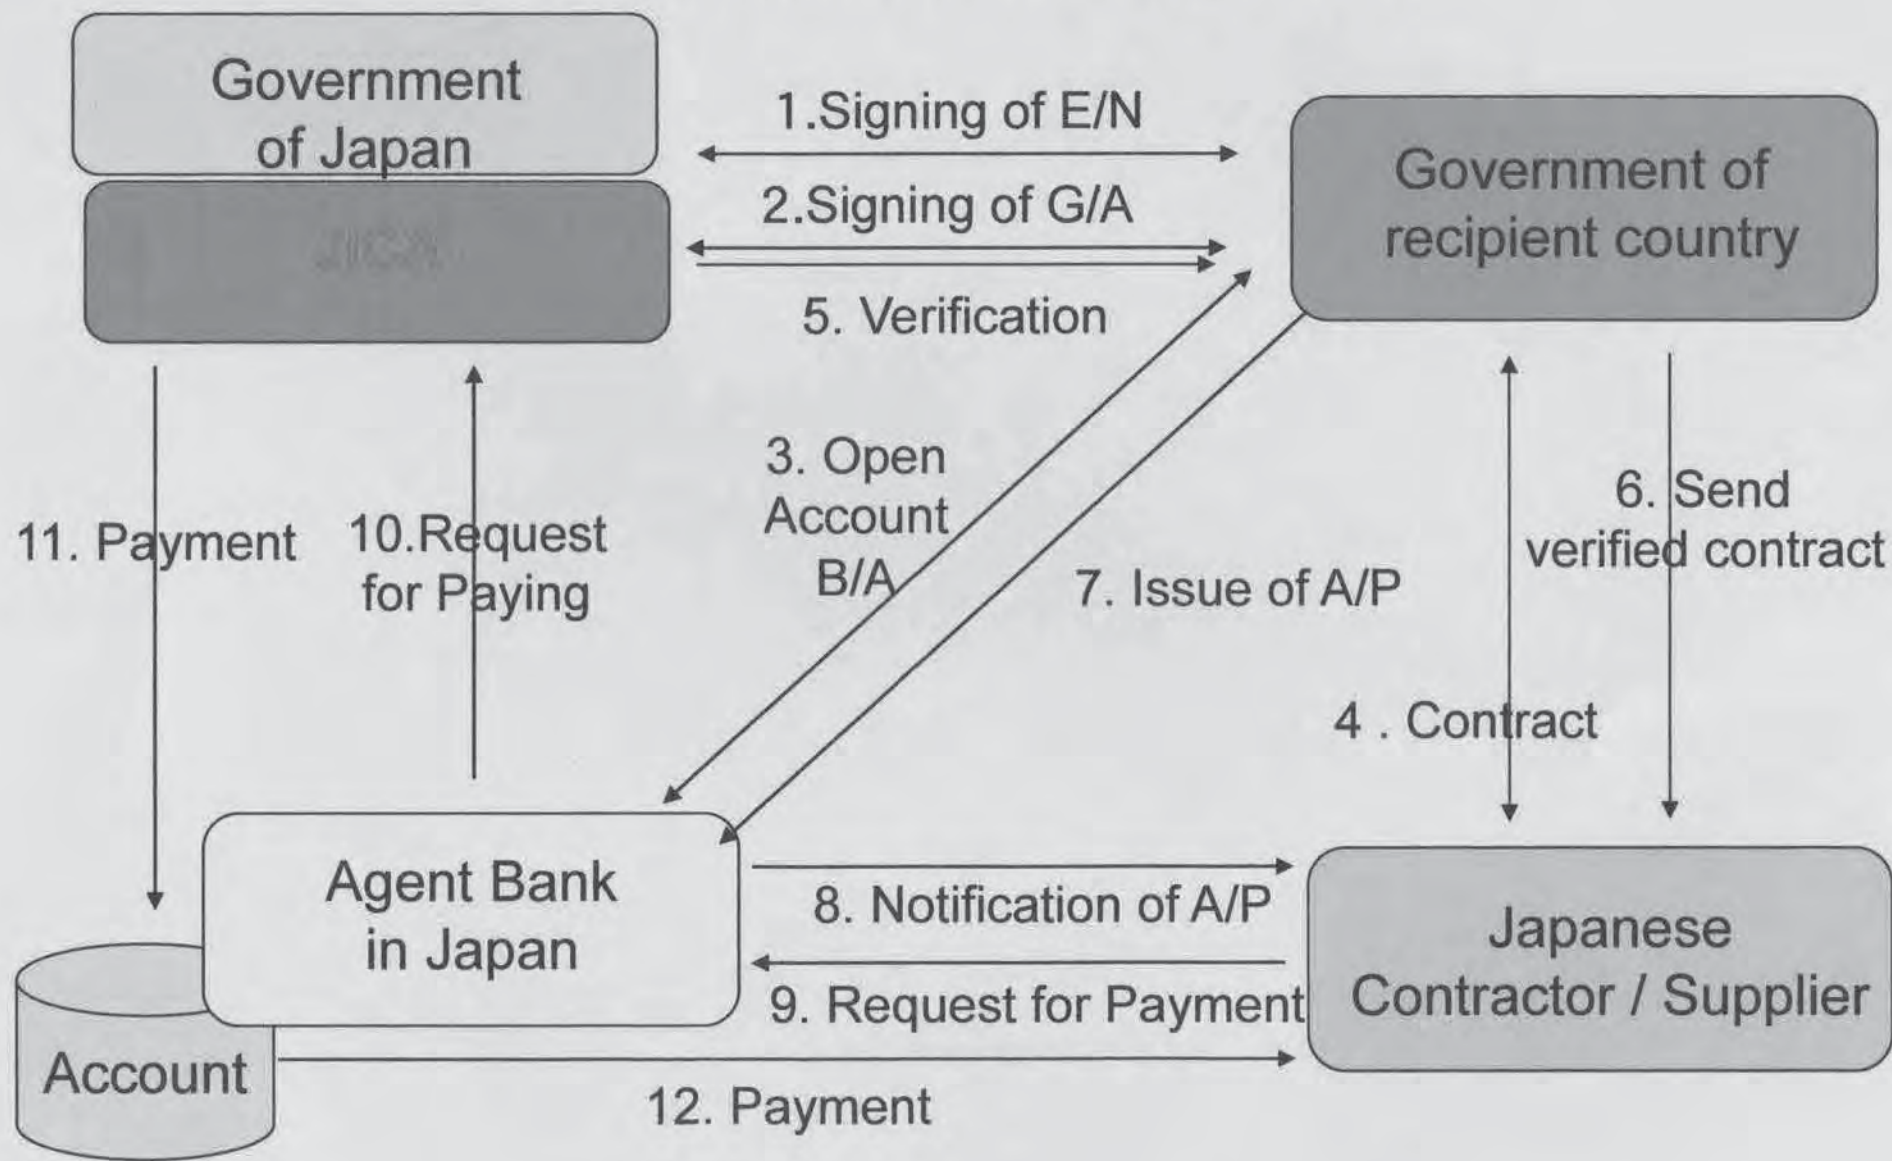 Government
of Japan
1.Signing of E/N
2.Signing of G/A
5. Verification
Government of
recipient country
3. Open
Account
B/A
7. Issue of A/P
6. Send
verified contract
4 . Contract
11. Payment
10.Request
for Paying
Agent Bank
in Japan
8. Notification of A/P
9. Request for Payment
Japanese
Contractor / Supplier
Account
12. Payment